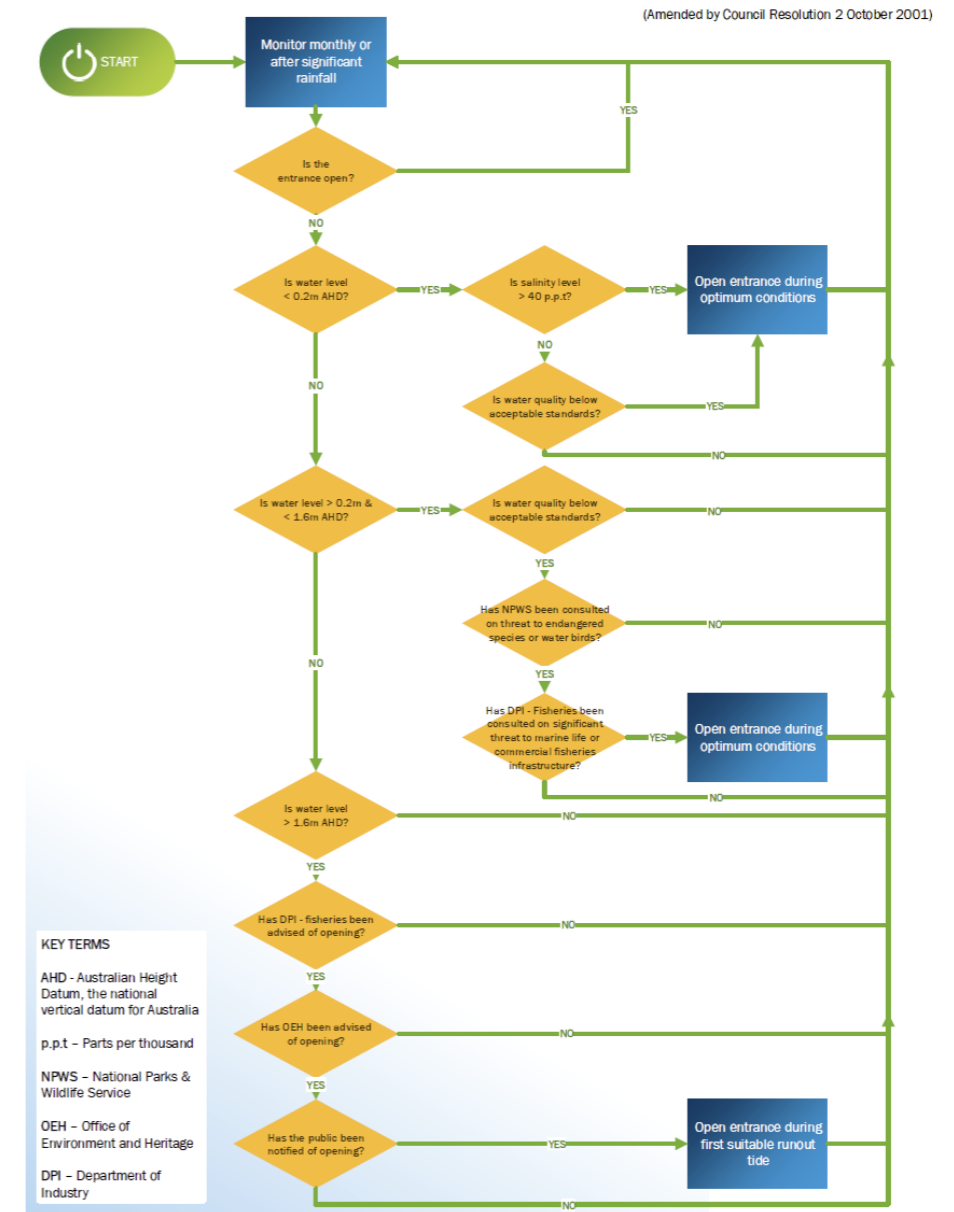 (Amended by Council Resolution 2 October 2001)
START
Monitor monthly or
after significant
rainfall
YES
Is the
entrance open?
NO
Is water level
< 0.2m AHD?
YES
Is salinity level
> 40 p.p.t?
YES
Open entrance during
optimum conditions
NO
NO
Is water quality below
acceptable standards?
YES
NO
Is water level > 0.2m &
< 1.6m AHD?
YES
Is water quality below
acceptable standards?
NO
YES
Has NPWS been consulted
on threat to endangered
species or water birds?
NO
NO
YES
Has DPI - Fisheries been
consulted on significant
threat to marine life or
commercial fisheries
infrastructure?
YES
Open entrance during
optimum conditions
NO
Is water level
> 1.6m AHD?
NO
YES
Has DPI - fisheries been
advised of opening?
NO
YES
Has OEH been advised
of opening?
NO
YES
Has the public been
notified of opening?
YES
Open entrance during
first suitable runout
tide
NO
KEY TERMS
AHD - Australian Height
Datum, the national
vertical datum for Australia
p.p.t – Parts per thousand
NPWS – National Parks &
Wildlife Service
OEH – Office of
Environment and Heritage
DPI – Department of
Industry